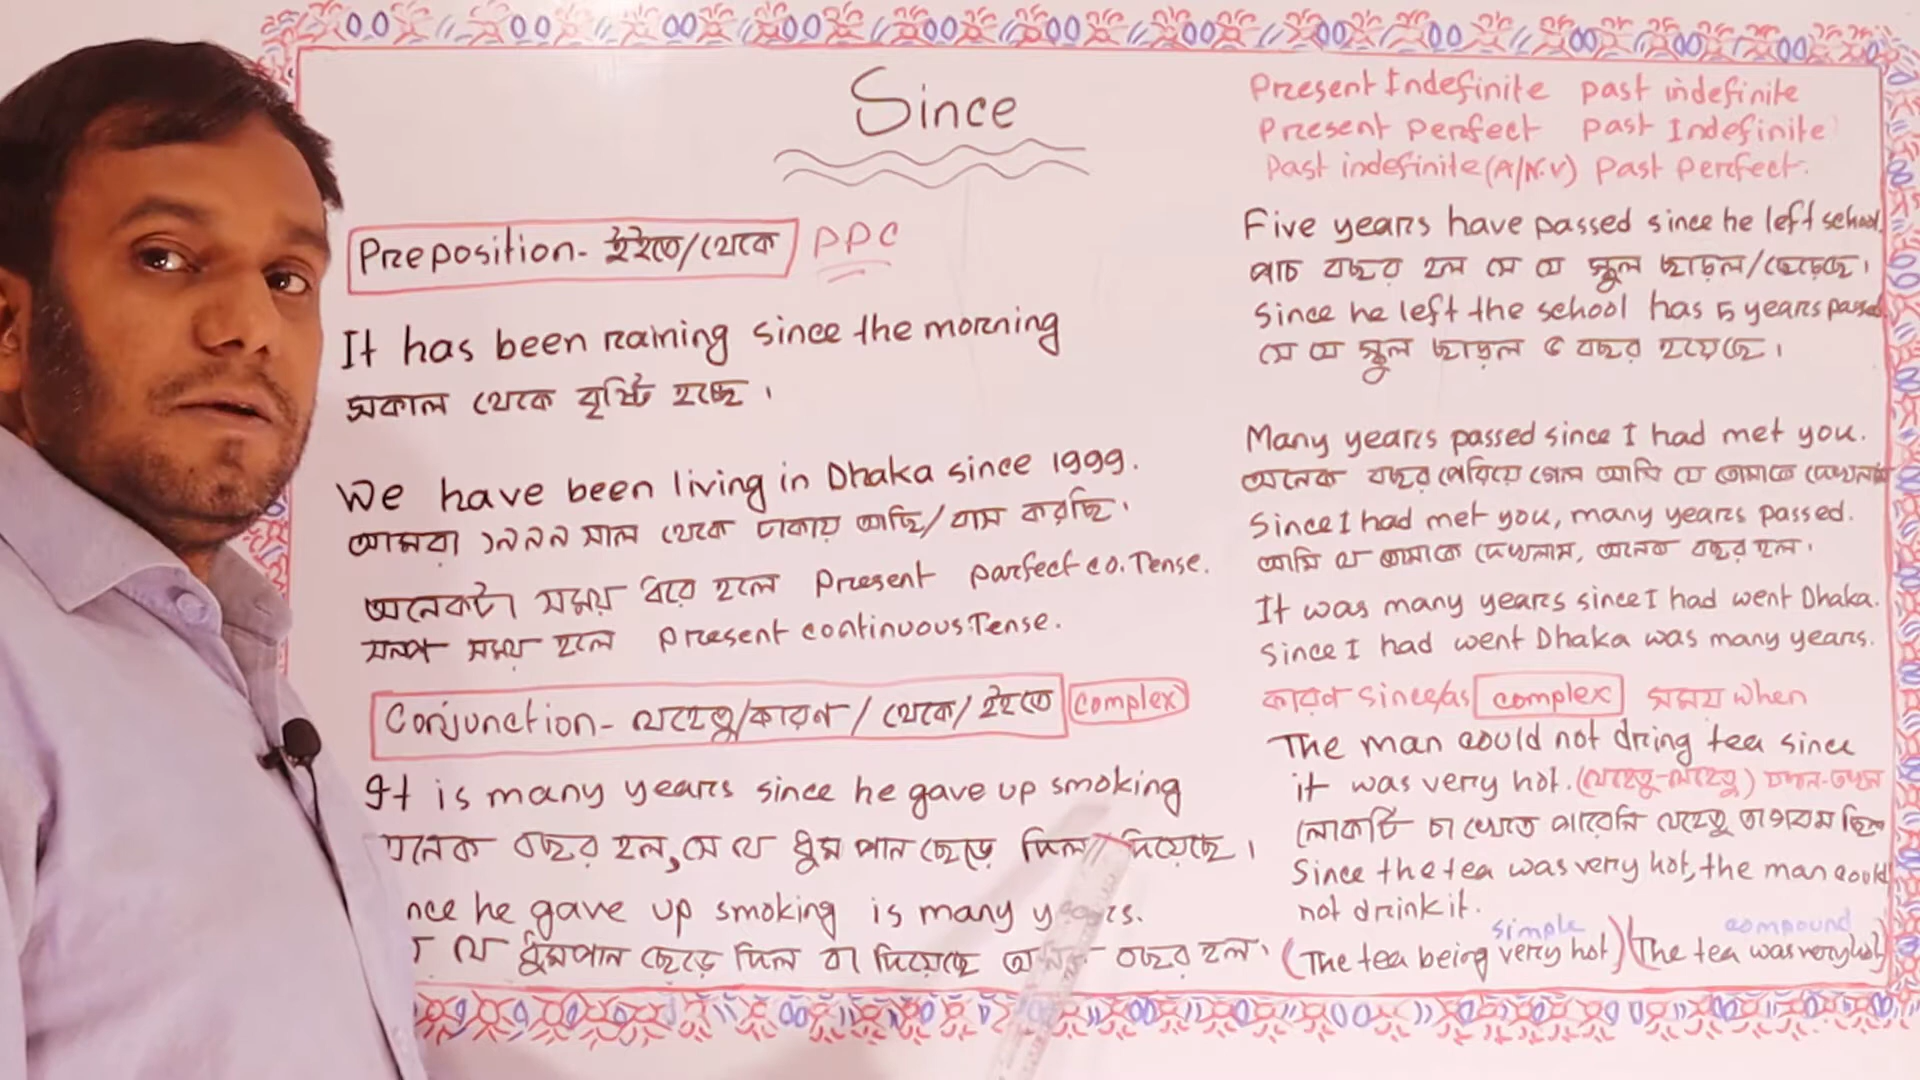 Since
Preposition- হইতে/থেকে PPC
It has been raining since the morning
সকাল থেকে বৃষ্টি হচ্ছে।
We have been living in Dhaka since 1999.
আমরা ১৯৯৯ সাল থেকে ঢাকায় আছি/বাস করছি.
অনেকটা সময় ধরে হলে Present parfect co. Tense.
সল্প সময় হলে present continuous Tense.
Conjunction- যেহেতু/কারণ/থেকে/হইতে complex
It is many years since he gave up smoking
অনেক বছর হল, সে যে ধুমপান ছেড়ে দিল/দিয়েছে।
nce he gave up smoking is many years.
যে ধুমপান ছেড়ে দিল বা দিয়েছে বছর হল।
Present Indefinite past indefinite
Present perfect Past Indefinite
Past indefinite (A/N.V) Past perfect.
Five years have passed since he left school.
পাচ বছর হল সে যে স্কুল ছাড়ল/ছেড়েছে।
Since he left the school has 5 years passed
সে যে স্কুল ছাড়ল ৫ বছর হয়েছে।
Many years passed since I had met you.
অনেক বছর পেরিয়ে গেল আমি যে তোমাকে দেখলাম
Since I had met you, many years passed.
আমি যে তোমাকে দেখলাম, অনেক বছর হল.
It was many years since I had went Dhaka.
Since I had went Dhaka was many years.
কারণ since/as complex সময় when
The man could not dring tea since
it was very hot. (যেহেতু-সেহেতু) যখন-তখন
লোকটি চা খেতে পারেনি যেহেতু তা গরম ছিল
Since the tea was very hot, the man could
not drink it.
simple compound
(The tea being very hot) (The tea was very hot)